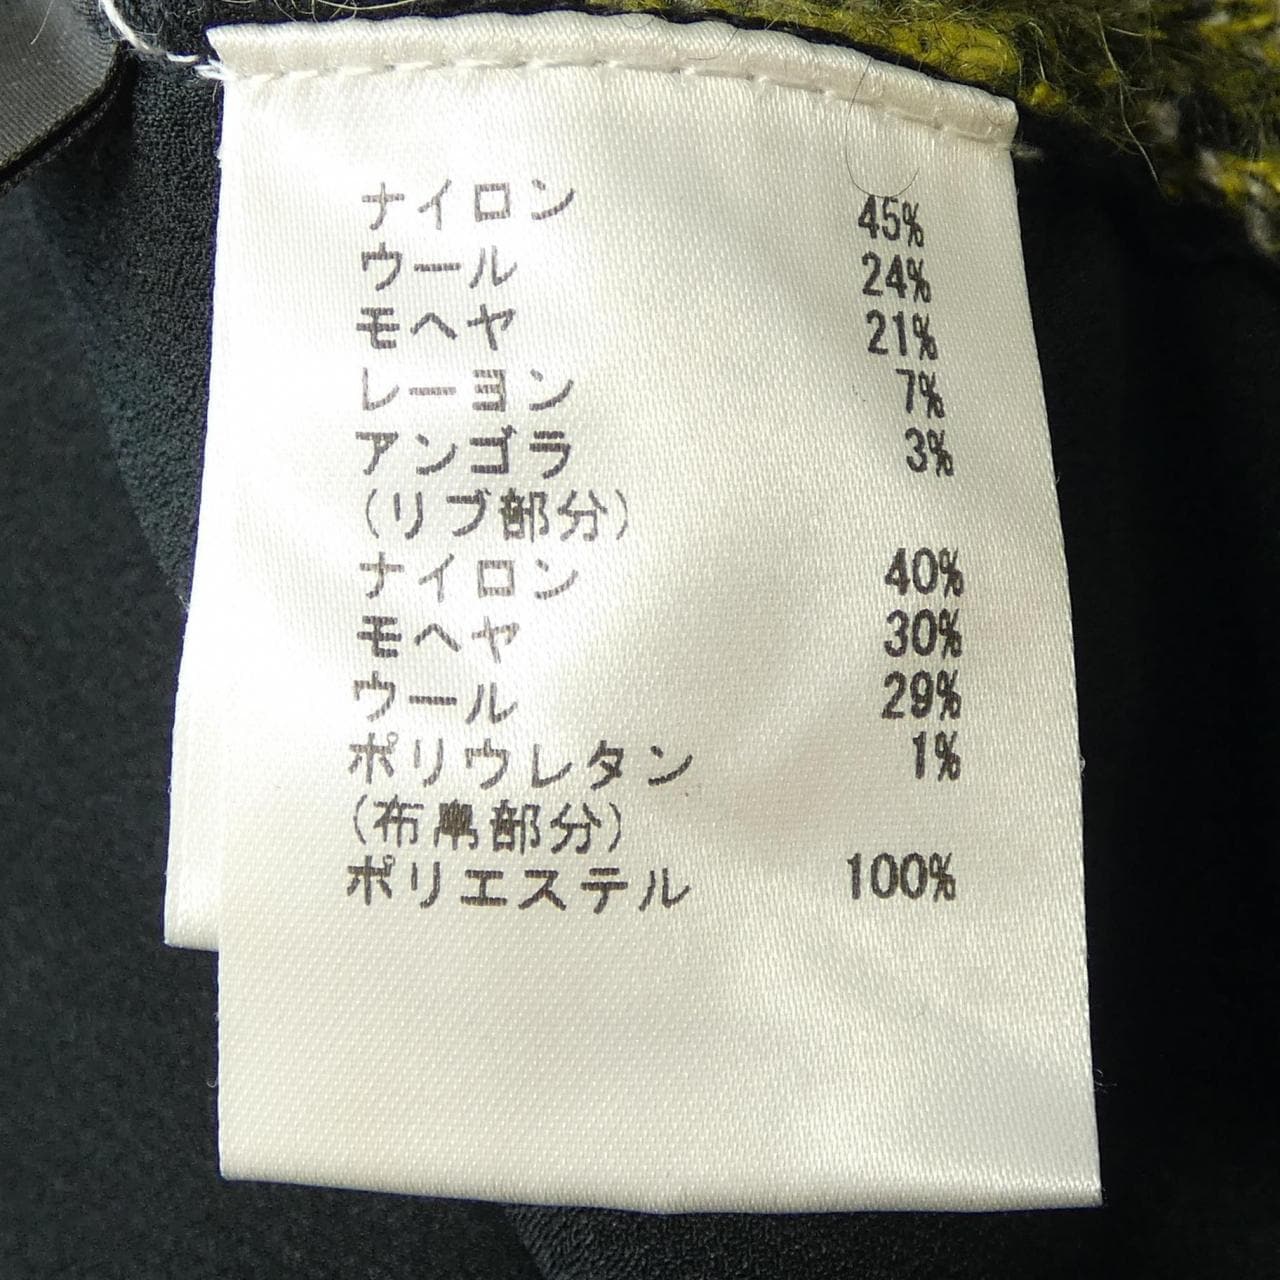 ナイロン 45%
ウール 24%
モヘヤ 21%
レーヨン 7%
アンゴラ 3%
(リブ部分)
ナイロン 40%
モヘヤ 30%
ウール 29%
ポリウレタン 1%
(布帛部分)
ポリエステル 100%